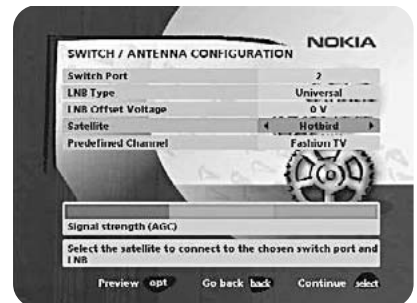 NOKIA
SWITCH / ANTENNA CONFIGURATION
Switch Port 2
LNB Type Universal
LNB Offset Voltage 0 V
Satellite Hotbird
Predefined Channel Fashion TV
Signal strength (AGC)
Select the satellite to connect to the chosen switch port and
LNB
Preview opt Go back back Continue select